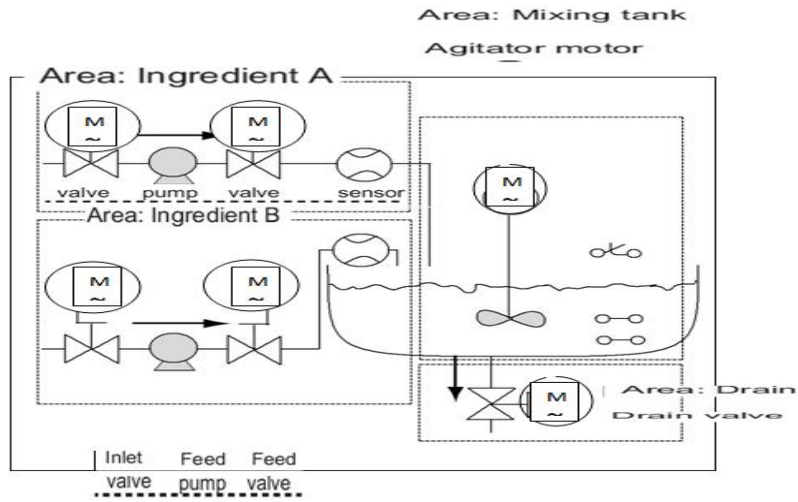 Area: Mixing tank
Agitator motor
Area: Ingredient A
M ~ M ~
valve pump valve sensor
M ~
Area: Ingredient B
M ~ M ~
M ~
Area: Drain
Drain valve
Inlet Feed Feed
valve pump valve